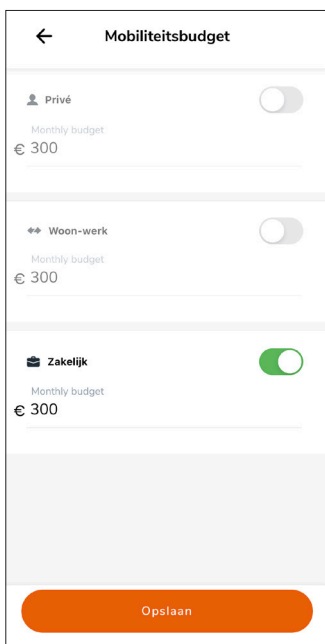 Mobiliteitsbudget
Privé
Monthly budget
€ 300
Woon-werk
Monthly budget
€ 300
Zakelijk
Monthly budget
€ 300
Opslaan